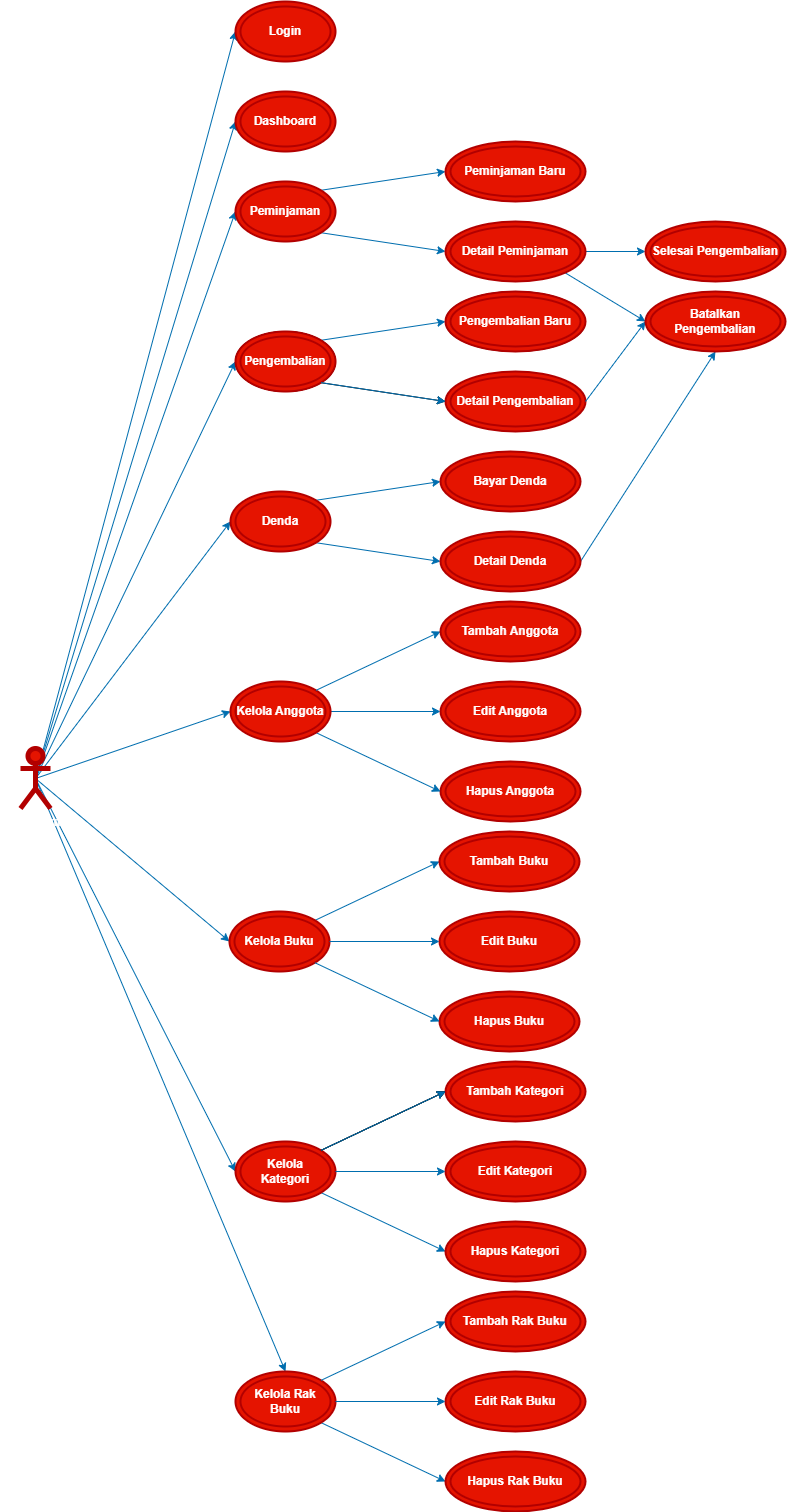 Login
Dashboard
Peminjaman
Peminjaman Baru
Detail Peminjaman
Selesai Pengembalian
Batalkan
Pengembalian
Pengembalian
Pengembalian Baru
Detail Pengembalian
Denda
Bayar Denda
Detail Denda
Kelola Anggota
Tambah Anggota
Edit Anggota
Hapus Anggota
Kelola Buku
Tambah Buku
Edit Buku
Hapus Buku
Kelola
Kategori
Tambah Kategori
Edit Kategori
Hapus Kategori
Kelola Rak
Buku
Tambah Rak Buku
Edit Rak Buku
Hapus Rak Buku